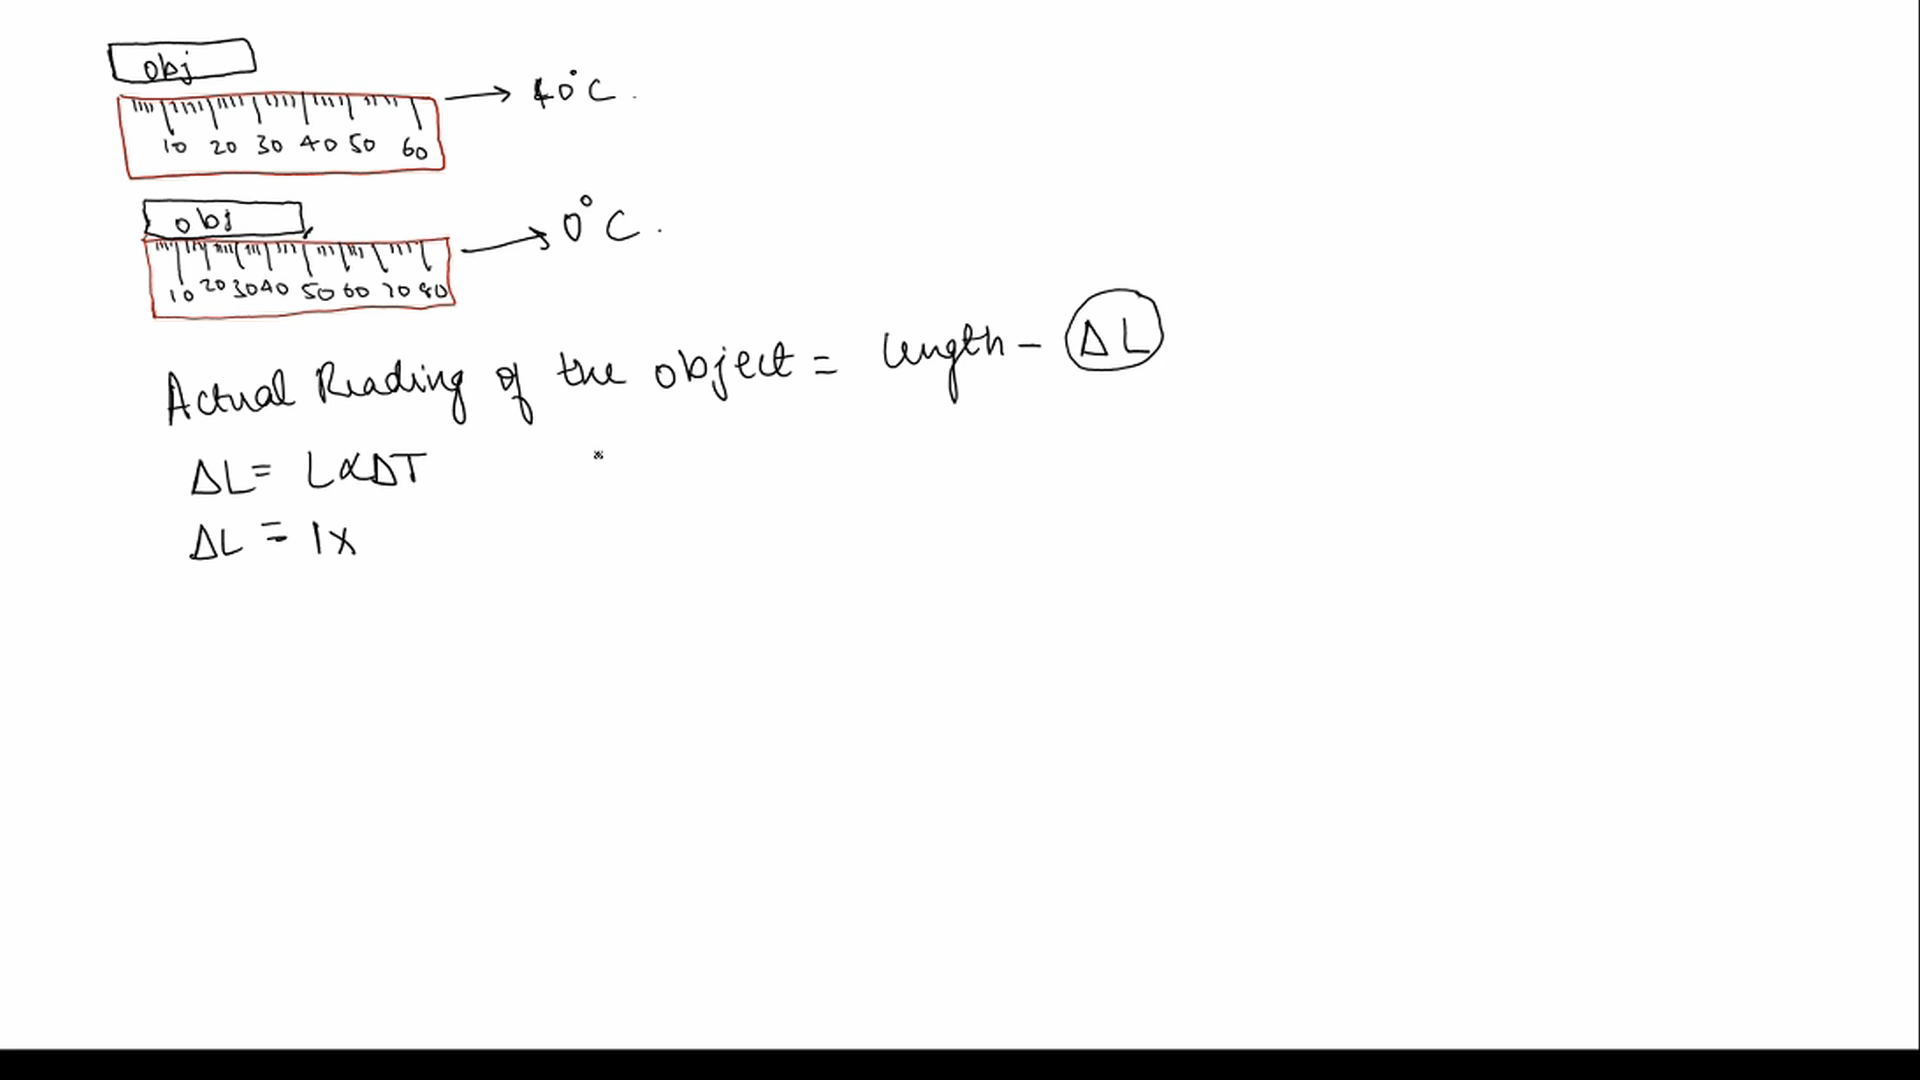 obj
→ 40°C.
10 20 30 40 50 60
obj
→ 0°C.
10 20 30 40 50 60 70 80
Actual Reading of the object = length - ΔL
ΔL = LαΔT
ΔL = 1x